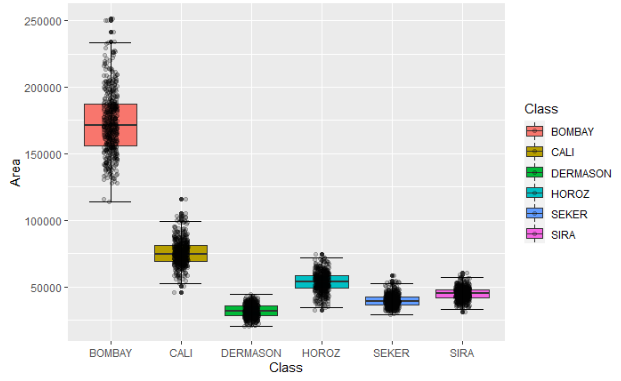 250000
200000
150000
100000
50000
Area
BOMBAY CALI DERMASON HOROZ SEKER SIRA
Class
Class
BOMBAY
CALI
DERMASON
HOROZ
SEKER
SIRA